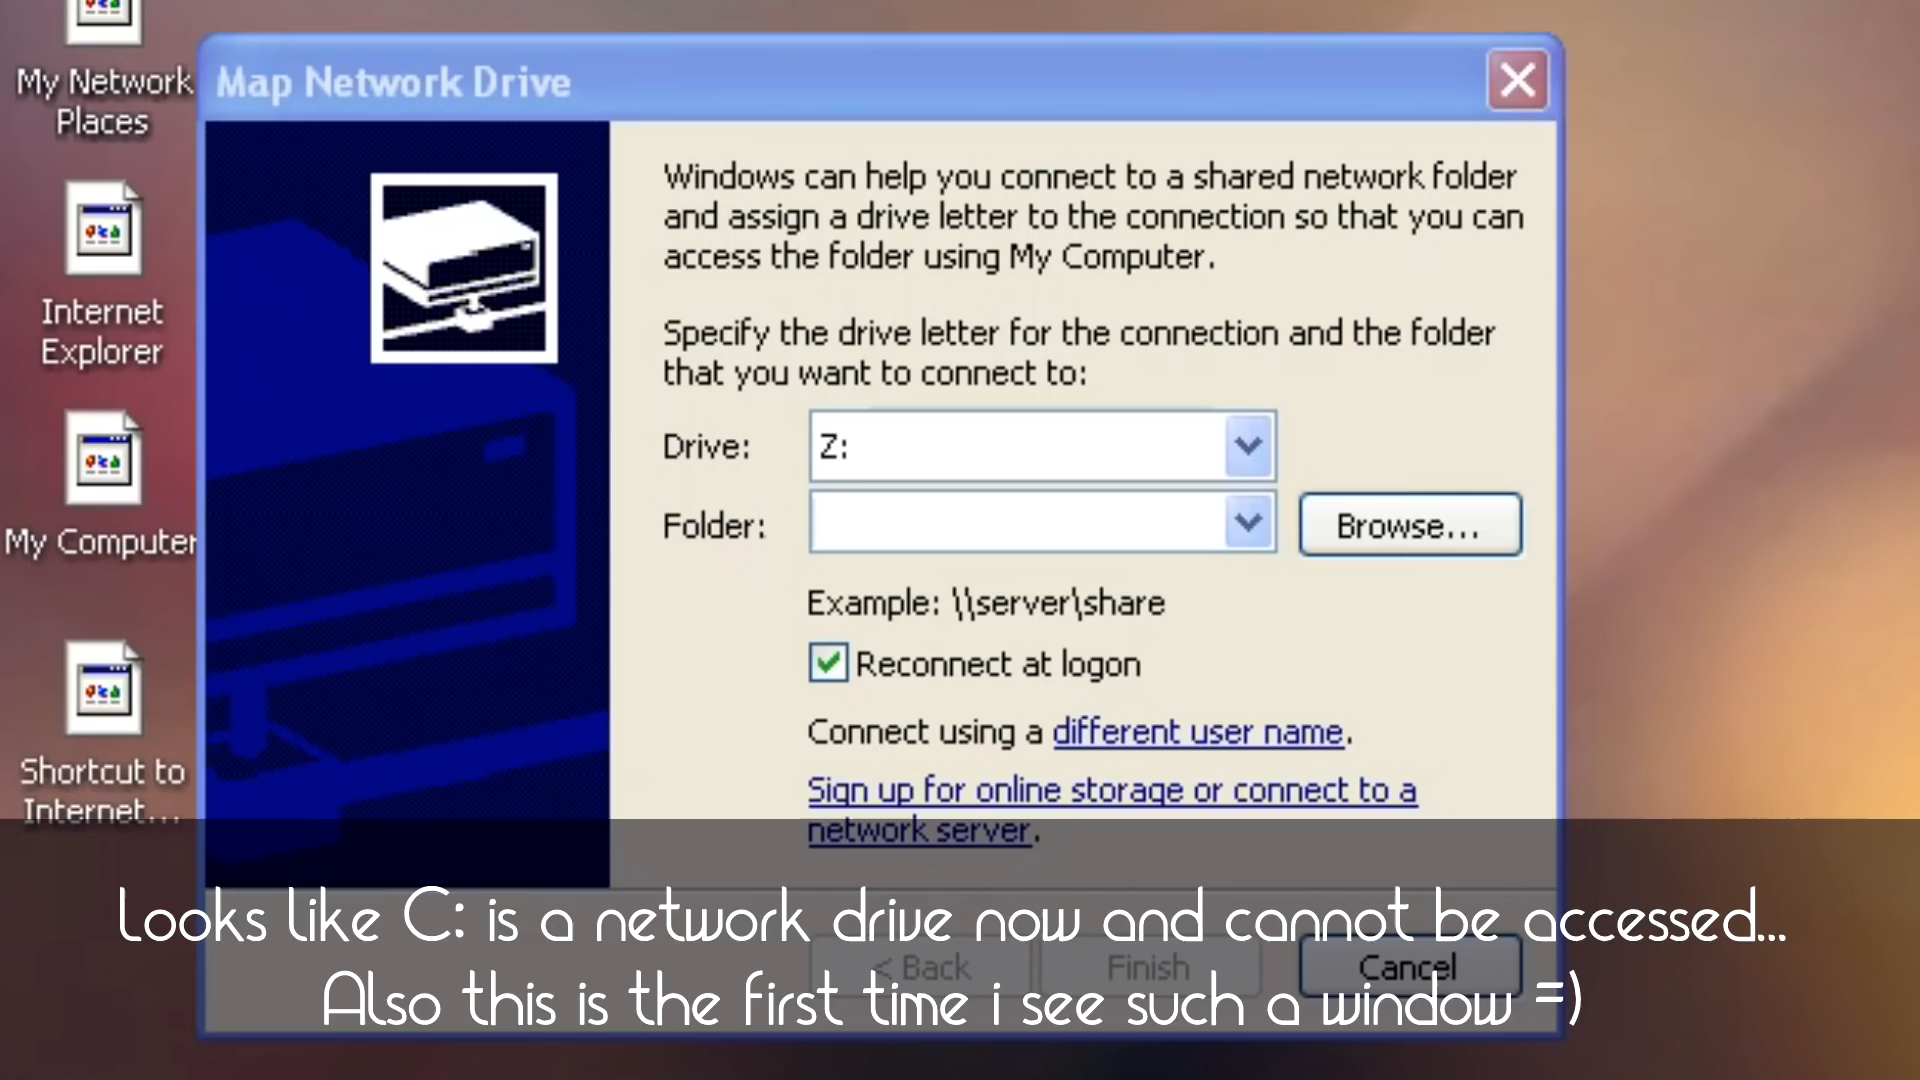 My Network
Places
Internet
Explorer
My Computer
Shortcut to
Internet...
Map Network Drive
Windows can help you connect to a shared network folder
and assign a drive letter to the connection so that you can
access the folder using My Computer.
Specify the drive letter for the connection and the folder
that you want to connect to:
Drive: Z:
Folder: Browse...
Example: \\server\share
Reconnect at logon
Connect using a different user name.
Sign up for online storage or connect to a
network server.
< Back Finish Cancel
Looks like C: is a network drive now and cannot be accessed...
Also this is the first time i see such a window =)